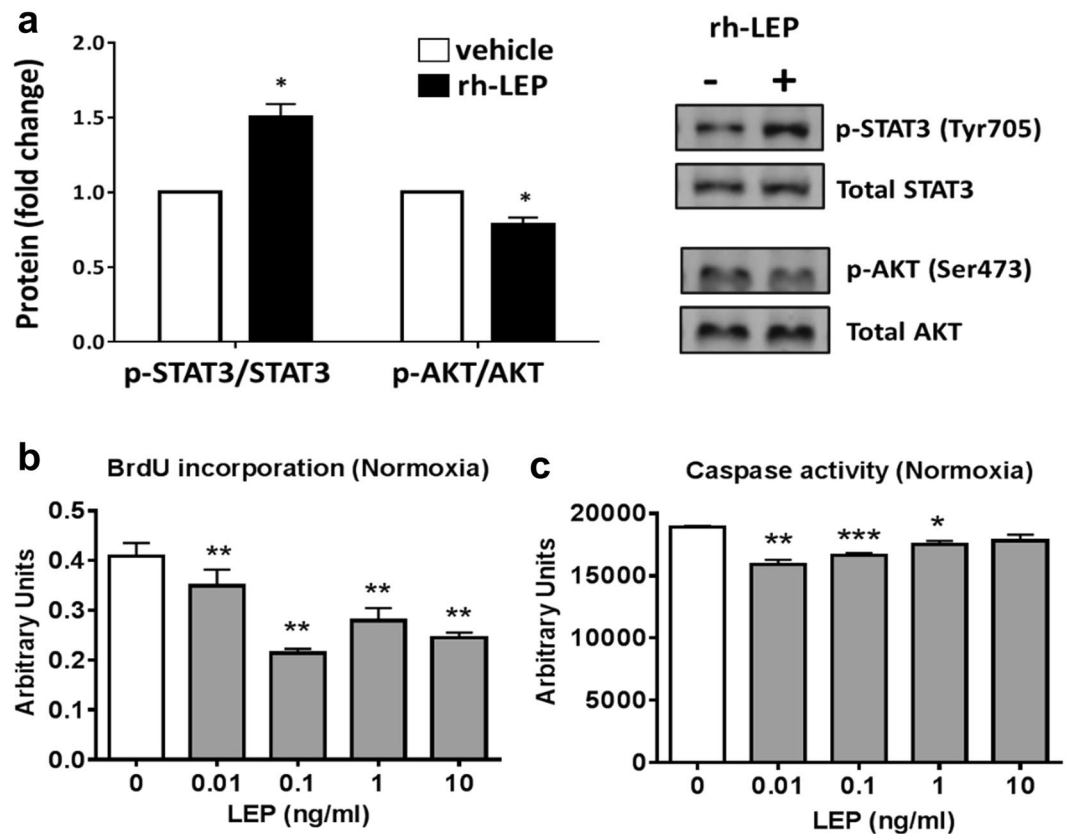 a
2.0
1.5
1.0
0.5
0.0
Protein (fold change)
vehicle
rh-LEP
*
*
p-STAT3/STAT3
p-AKT/AKT
rh-LEP
- +
p-STAT3 (Tyr705)
Total STAT3
p-AKT (Ser473)
Total AKT
b
BrdU incorporation (Normoxia)
0.5
0.4
0.3
0.2
0.1
0.0
Arbitrary Units
**
**
**
**
0 0.01 0.1 1 10
LEP (ng/ml)
c
Caspase activity (Normoxia)
20000
15000
10000
5000
0
Arbitrary Units
**
***
*
0 0.01 0.1 1 10
LEP (ng/ml)